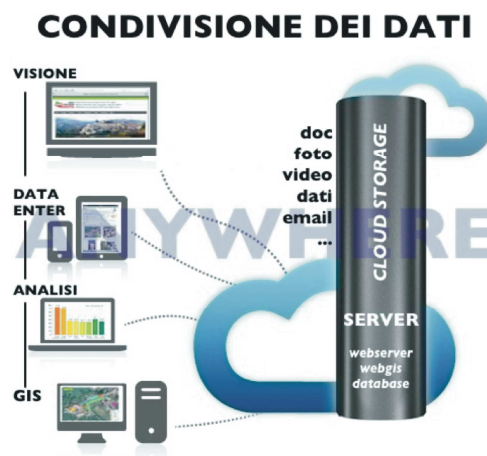 CONDIVISIONE DEI DATI
VISIONE
DATA
ENTER
ANALISI
GIS
ANYWHERE
doc
foto
video
dati
email
...
CLOUD STORAGE
SERVER
webserver
webgis
database